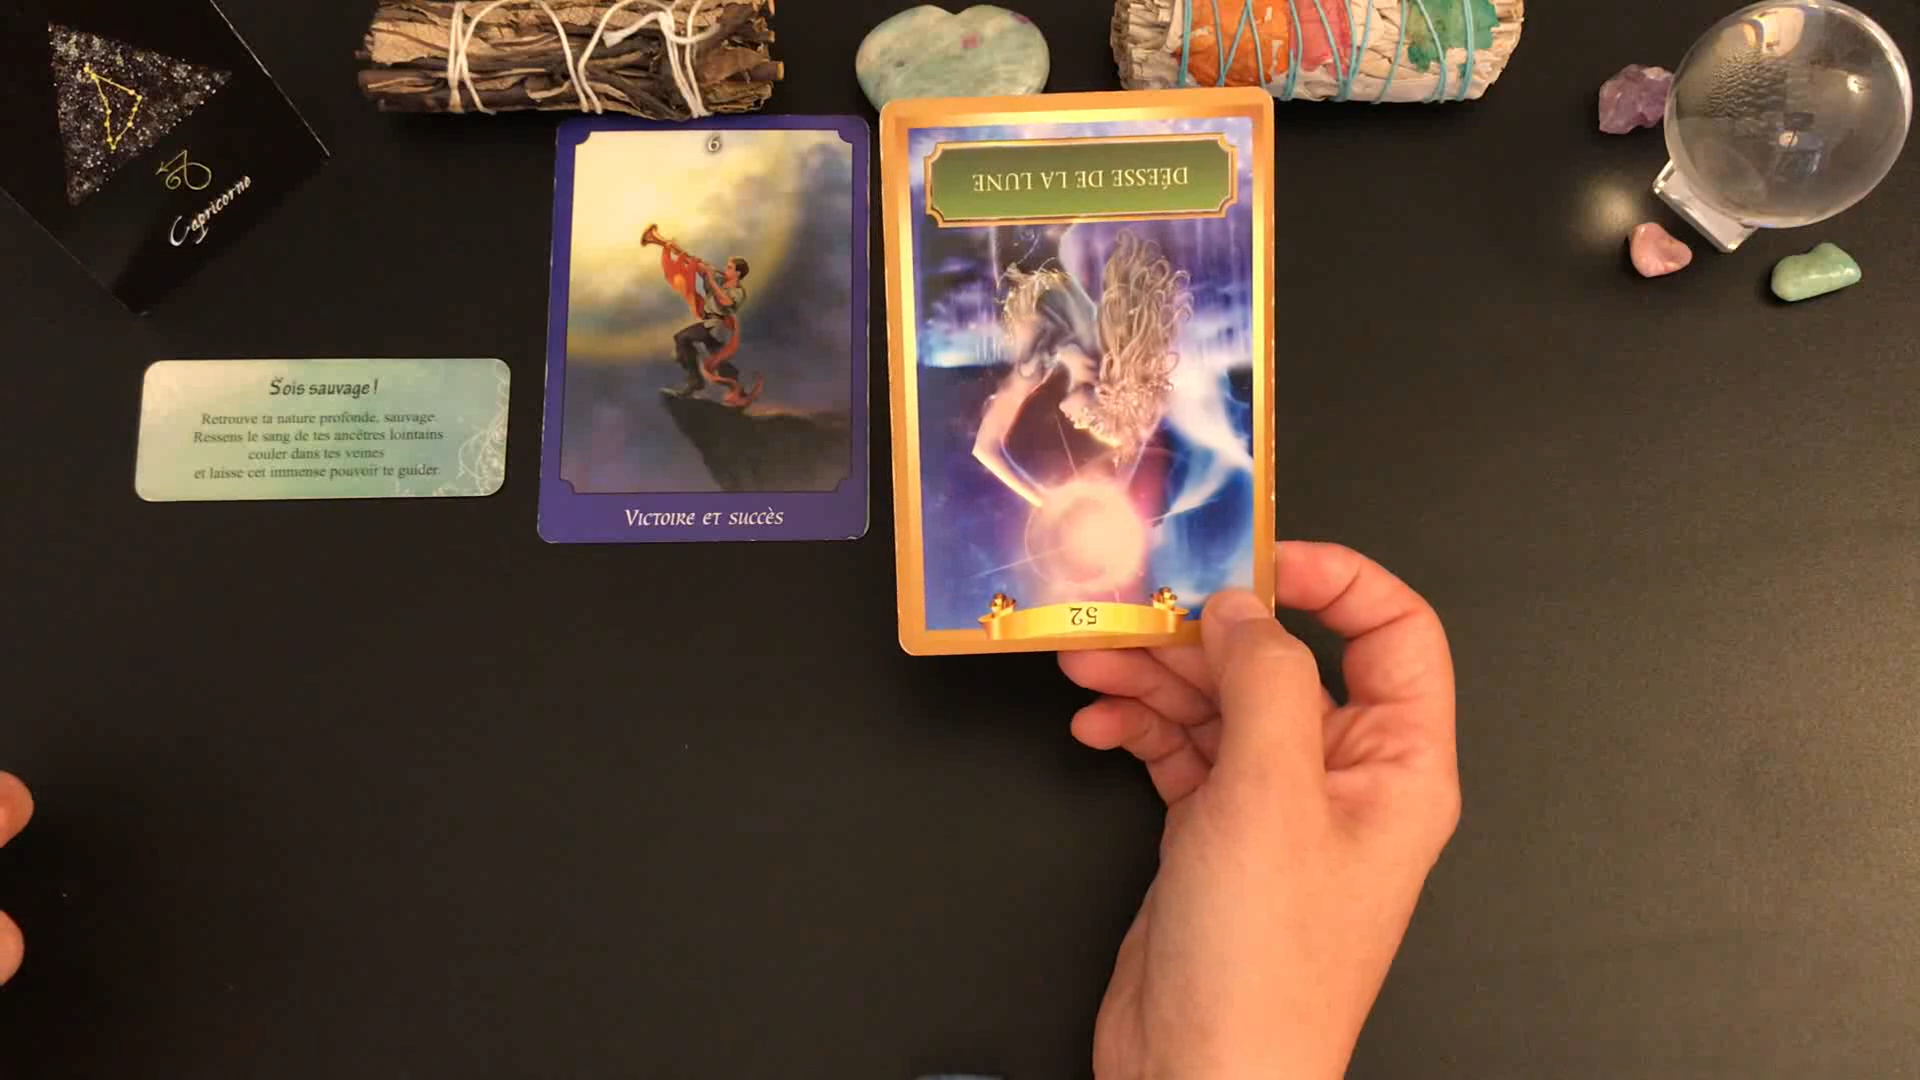 Capricorne
Sois sauvage !
Retrouve ta nature profonde, sauvage.
Ressens le sang de tes ancêtres lointains
couler dans tes veines
et laisse cet immense pouvoir te guider.
6
Victoire et succès
DÉESSE DE LA LUNE
52